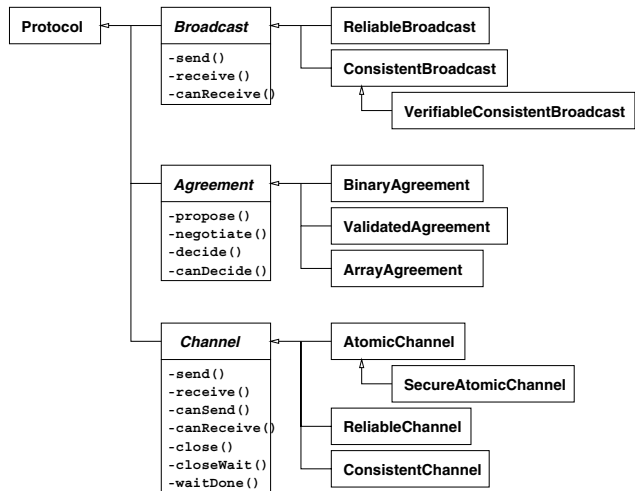 Protocol
Broadcast
-send()
-receive()
-canReceive()
ReliableBroadcast
ConsistentBroadcast
VerifiableConsistentBroadcast
Agreement
-propose()
-negotiate()
-decide()
-canDecide()
BinaryAgreement
ValidatedAgreement
ArrayAgreement
Channel
-send()
-receive()
-canSend()
-canReceive()
-close()
-closeWait()
-waitDone()
AtomicChannel
SecureAtomicChannel
ReliableChannel
ConsistentChannel